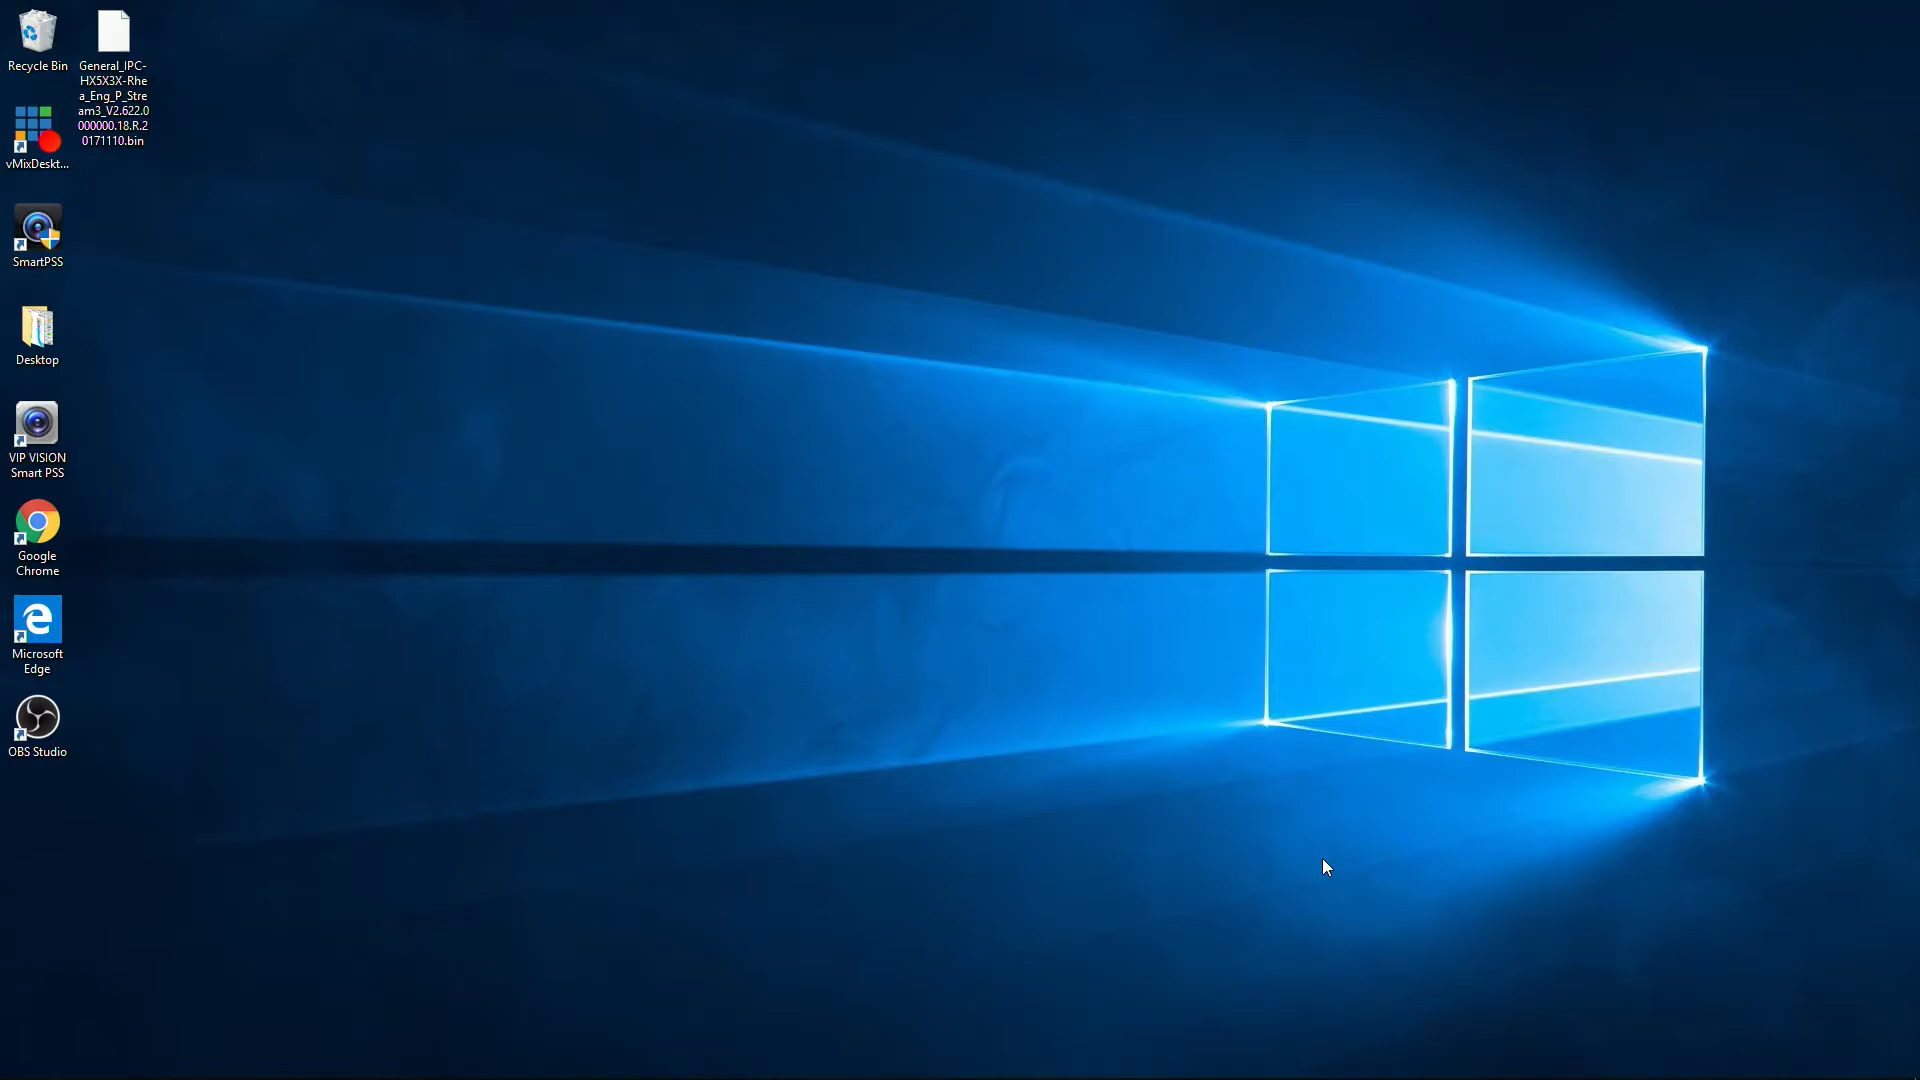 Recycle Bin
General_IPC-
HX5X3X-Rhe
a_Eng_P_Stre
am3_V2.622.0
000000.18.R.2
0171110.bin
vMixDeskt...
SmartPSS
Desktop
VIP VISION
Smart PSS
Google
Chrome
Microsoft
Edge
OBS Studio